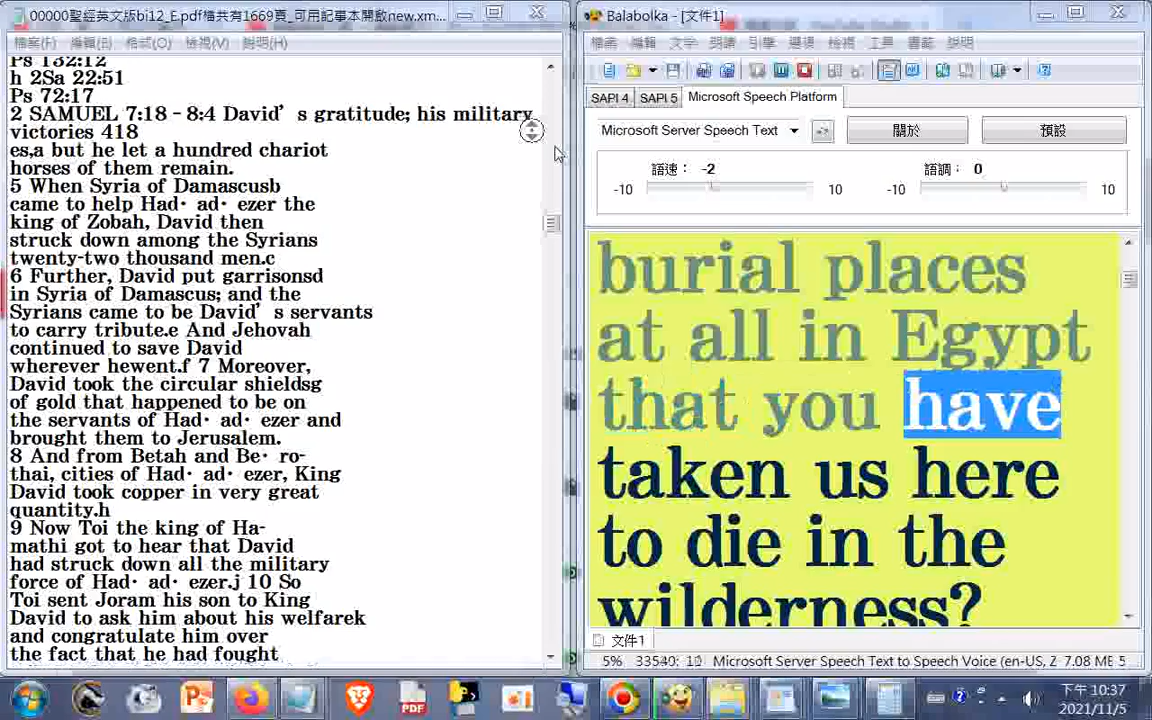 00000聖經英文版bi12_E.pdf檔共有1669頁_可用記事本開啟new.xm...
檔案(F) 編輯(E) 格式(O) 檢視(V) 說明(H)
Ps 132:12
h 2Sa 22:51
Ps 72:17
2 SAMUEL 7:18 – 8:4 David’s gratitude; his military
victories 418
es,a but he let a hundred chariot
horses of them remain.
5 When Syria of Damascusb
came to help Had·ad·ezer the
king of Zobah, David then
struck down among the Syrians
twenty-two thousand men.c
6 Further, David put garrisonsd
in Syria of Damascus; and the
Syrians came to be David’s servants
to carry tribute.e And Jehovah
continued to save David
wherever hewent.f 7 Moreover,
David took the circular shieldsg
of gold that happened to be on
the servants of Had·ad·ezer and
brought them to Jerusalem.
8 And from Betah and Be·ro-
thai, cities of Had·ad·ezer, King
David took copper in very great
quantity.h
9 Now Toi the king of Ha-
mathi got to hear that David
had struck down all the military
force of Had·ad·ezer.j 10 So
Toi sent Joram his son to King
David to ask him about his welfarek
and congratulate him over
the fact that he had fought
Balabolka - [文件1]
檔案 編輯 文字 朗讀 引擎 選項 檢視 工具 書籤 說明
SAPI 4 SAPI 5 Microsoft Speech Platform
Microsoft Server Speech Text 關於 預設
語速： -2 語調： 0
-10 10 -10 10
burial places
at all in Egypt
that you have
taken us here
to die in the
wilderness?
文件1
5% 33540: 10 Microsoft Server Speech Text to Speech Voice (en-US, Z 7.08 MB 5
PDF
下午 10:37
2021/11/5